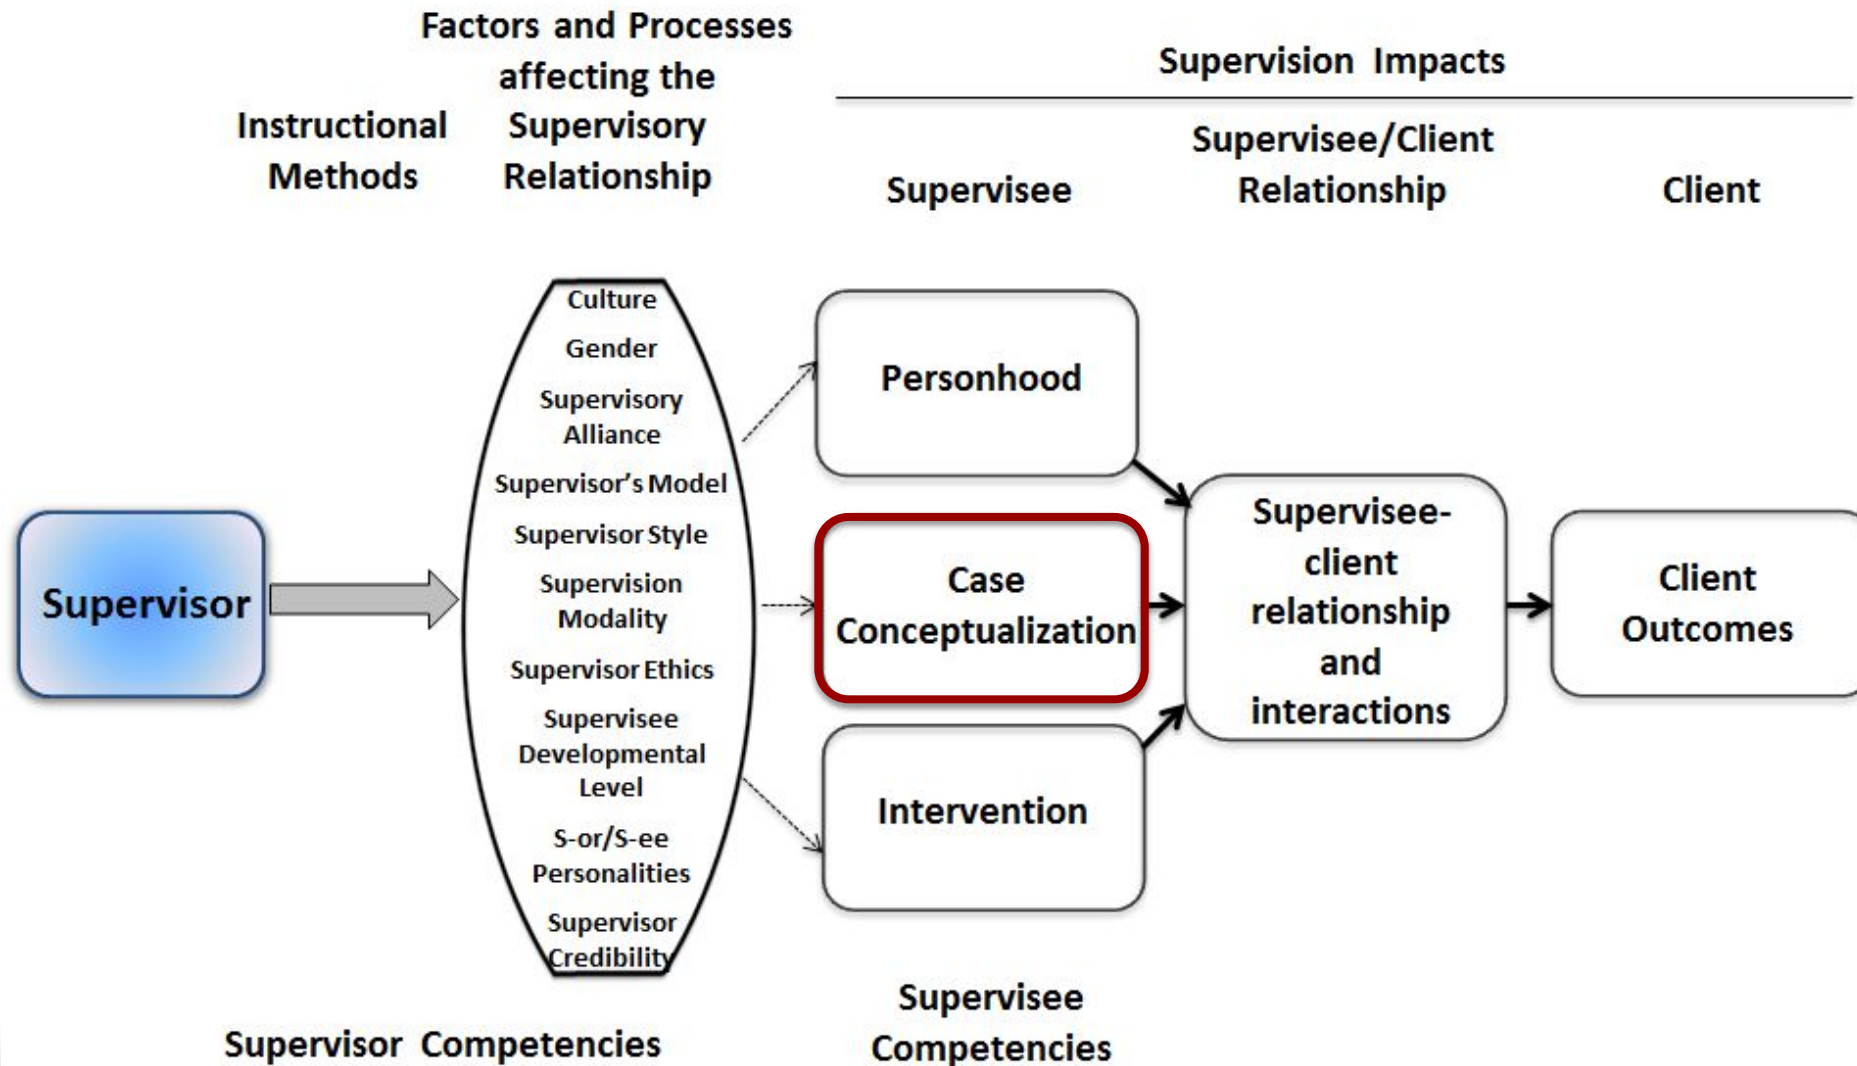 Factors and Processes
affecting the
Supervisory
Relationship
Instructional
Methods
Supervision Impacts
Supervisee
Supervisee/Client
Relationship
Client
Supervisor
Culture
Gender
Supervisory
Alliance
Supervisor's Model
Supervisor Style
Supervision
Modality
Supervisor Ethics
Supervisee
Developmental
Level
S-or/S-ee
Personalities
Supervisor
Credibility
Personhood
Case
Conceptualization
Intervention
Supervisee-
client
relationship
and
interactions
Client
Outcomes
Supervisor Competencies
Supervisee
Competencies